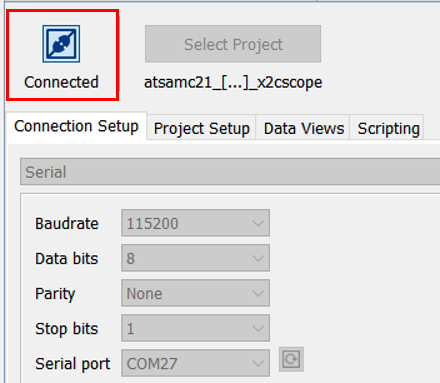 Select Project
Connected
atsamc21_[...]_x2cscope
Connection Setup
Project Setup
Data Views
Scripting
Serial
Baudrate 115200
Data bits 8
Parity None
Stop bits 1
Serial port COM27